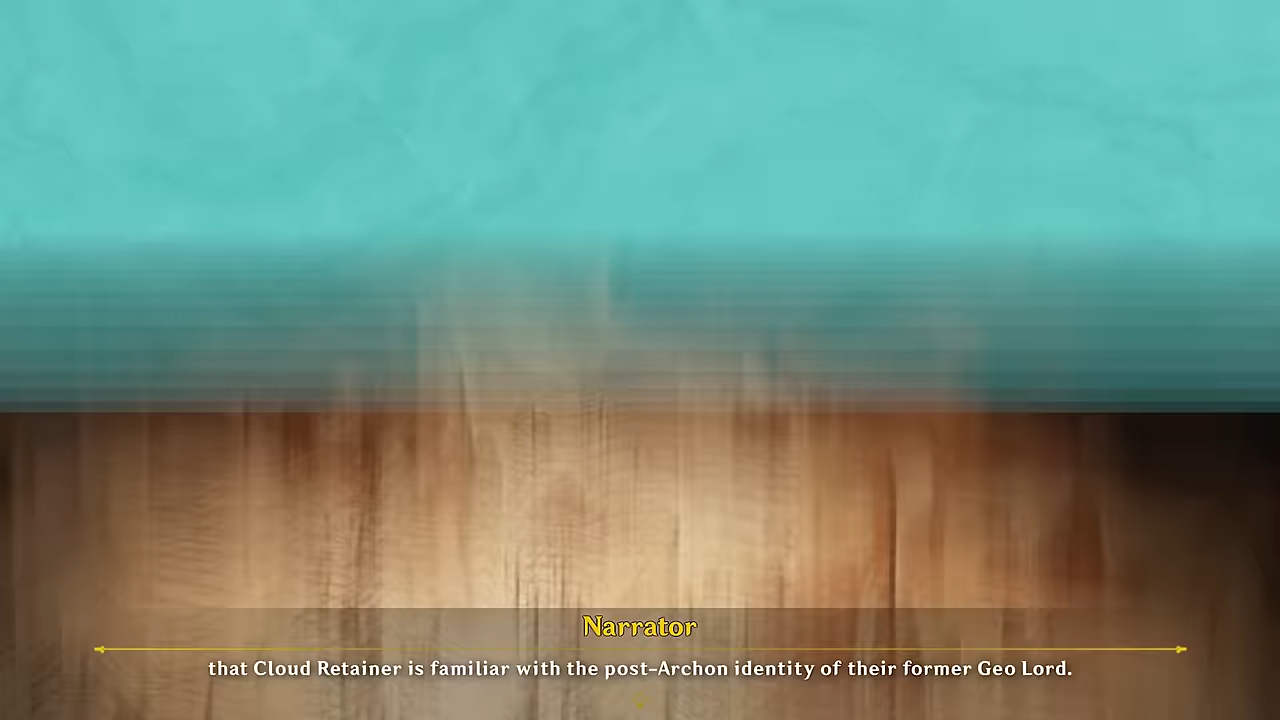 Narrator
that Cloud Retainer is familiar with the post-Archon identity of their former Geo Lord.